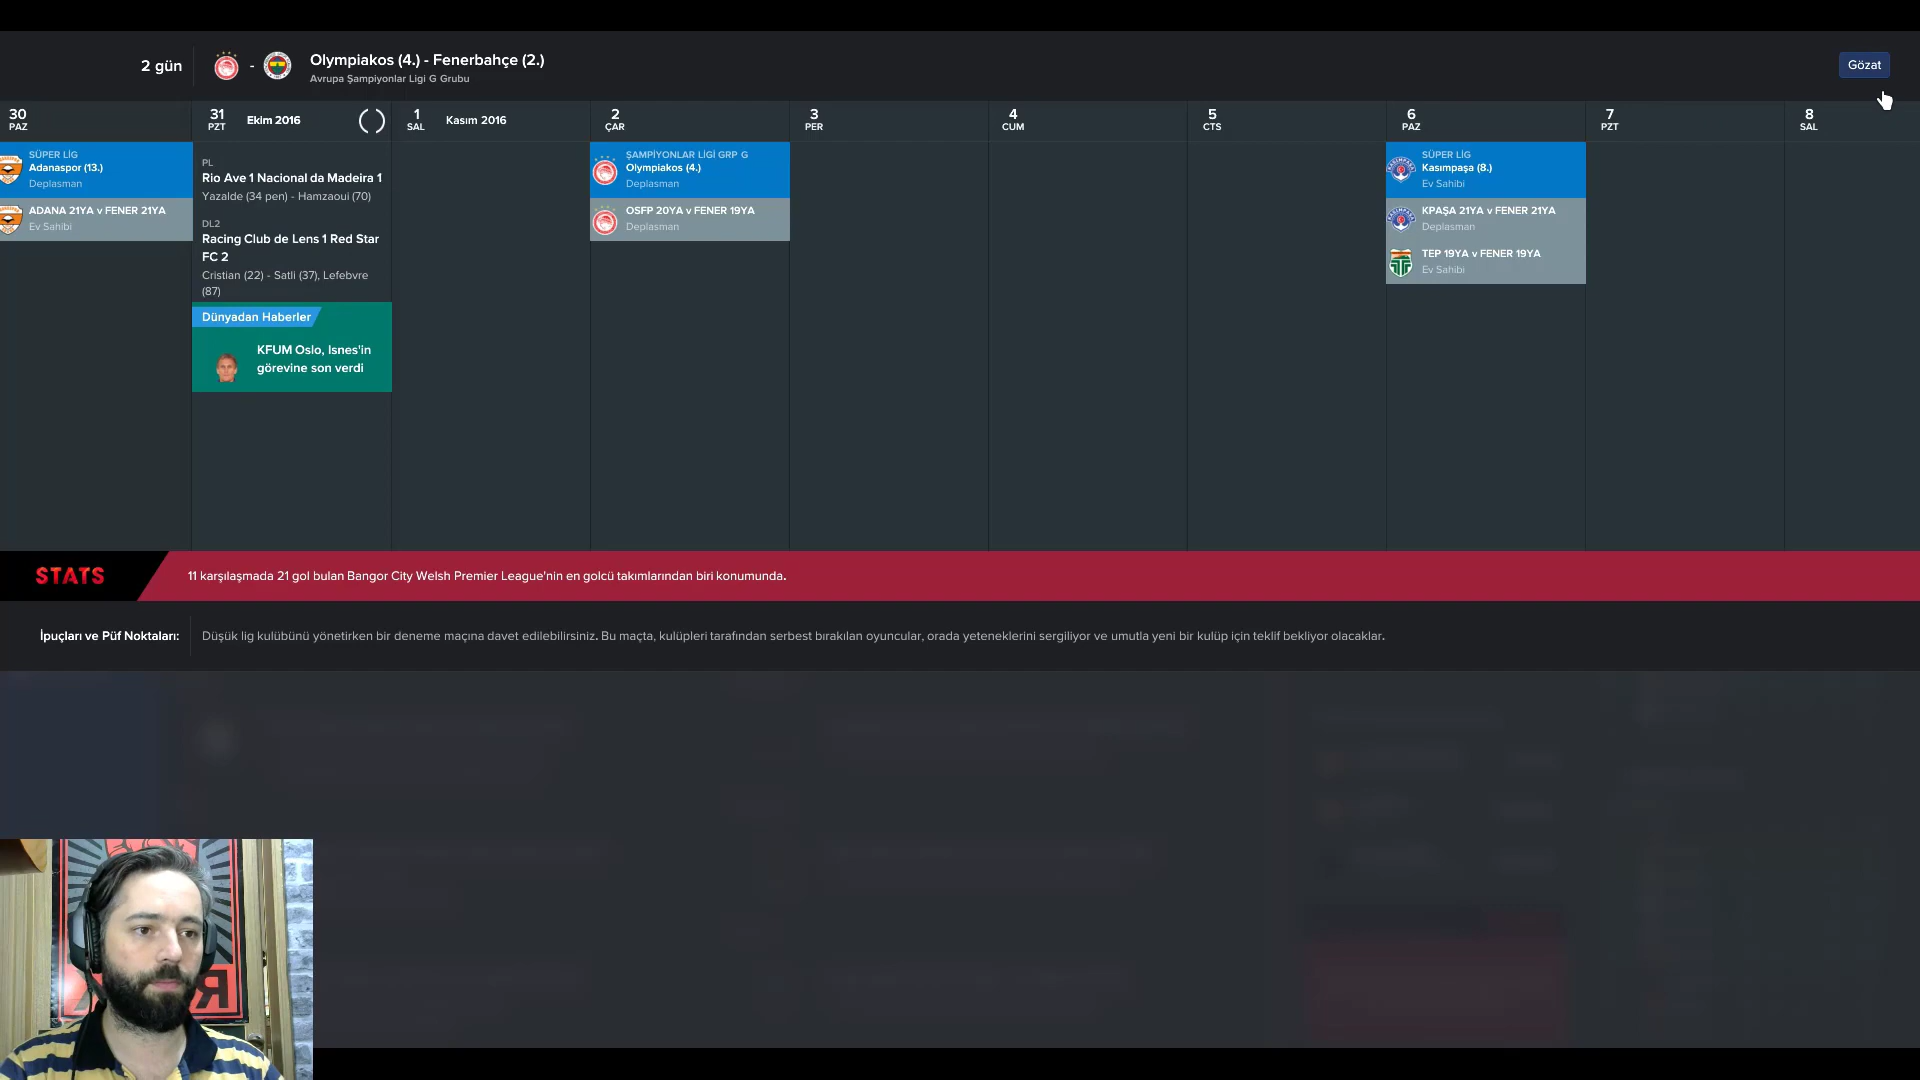 2 gün
-
Olympiakos (4.) - Fenerbahçe (2.)
Avrupa Şampiyonlar Ligi G Grubu
Gözat
30
PAZ
31
PZT
Ekim 2016
1
SAL
Kasım 2016
2
ÇAR
3
PER
4
CUM
5
CTS
6
PAZ
7
PZT
8
SAL
SÜPER LİG
Adanaspor (13.)
Deplasman
ADANA 21YA v FENER 21YA
Ev Sahibi
PL
Rio Ave 1 Nacional da Madeira 1
Yazalde (34 pen) - Hamzaoui (70)
DL2
Racing Club de Lens 1 Red Star
FC 2
Cristian (22) - Satli (37), Lefebvre
(87)
Dünyadan Haberler
KFUM Oslo, Isnes'in
görevine son verdi
ŞAMPİYONLAR LİGİ GRP G
Olympiakos (4.)
Deplasman
OSFP 20YA v FENER 19YA
Deplasman
SÜPER LİG
Kasımpaşa (8.)
Ev Sahibi
KPAŞA 21YA v FENER 21YA
Deplasman
TEP 19YA v FENER 19YA
Ev Sahibi
STATS
11 karşılaşmada 21 gol bulan Bangor City Welsh Premier League'nin en golcü takımlarından biri konumunda.
İpuçları ve Püf Noktaları:
Düşük lig kulübünü yönetirken bir deneme maçına davet edilebilirsiniz. Bu maçta, kulüpleri tarafından serbest bırakılan oyuncular, orada yeteneklerini sergiliyor ve umutla yeni bir kulüp için teklif bekliyor olacaklar.